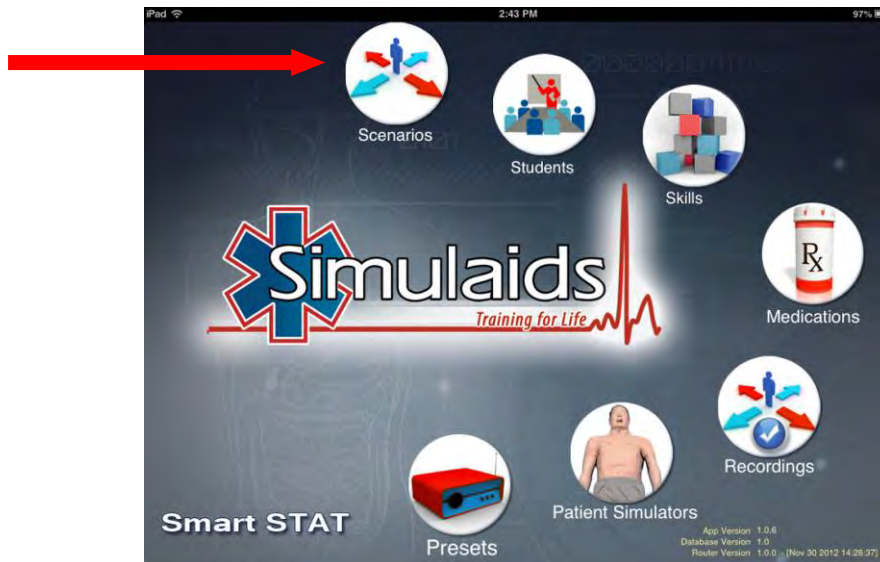 iPad 2:43 PM 97%
Scenarios
Students
Skills
Simulaids
Training for Life
Rx
Medications
Recordings
Patient Simulators
Presets
Smart STAT
App Version 1.0.6
Database Version 1.0
Router Version 1.0.0 - [Nov 30 2012 14:28:37]